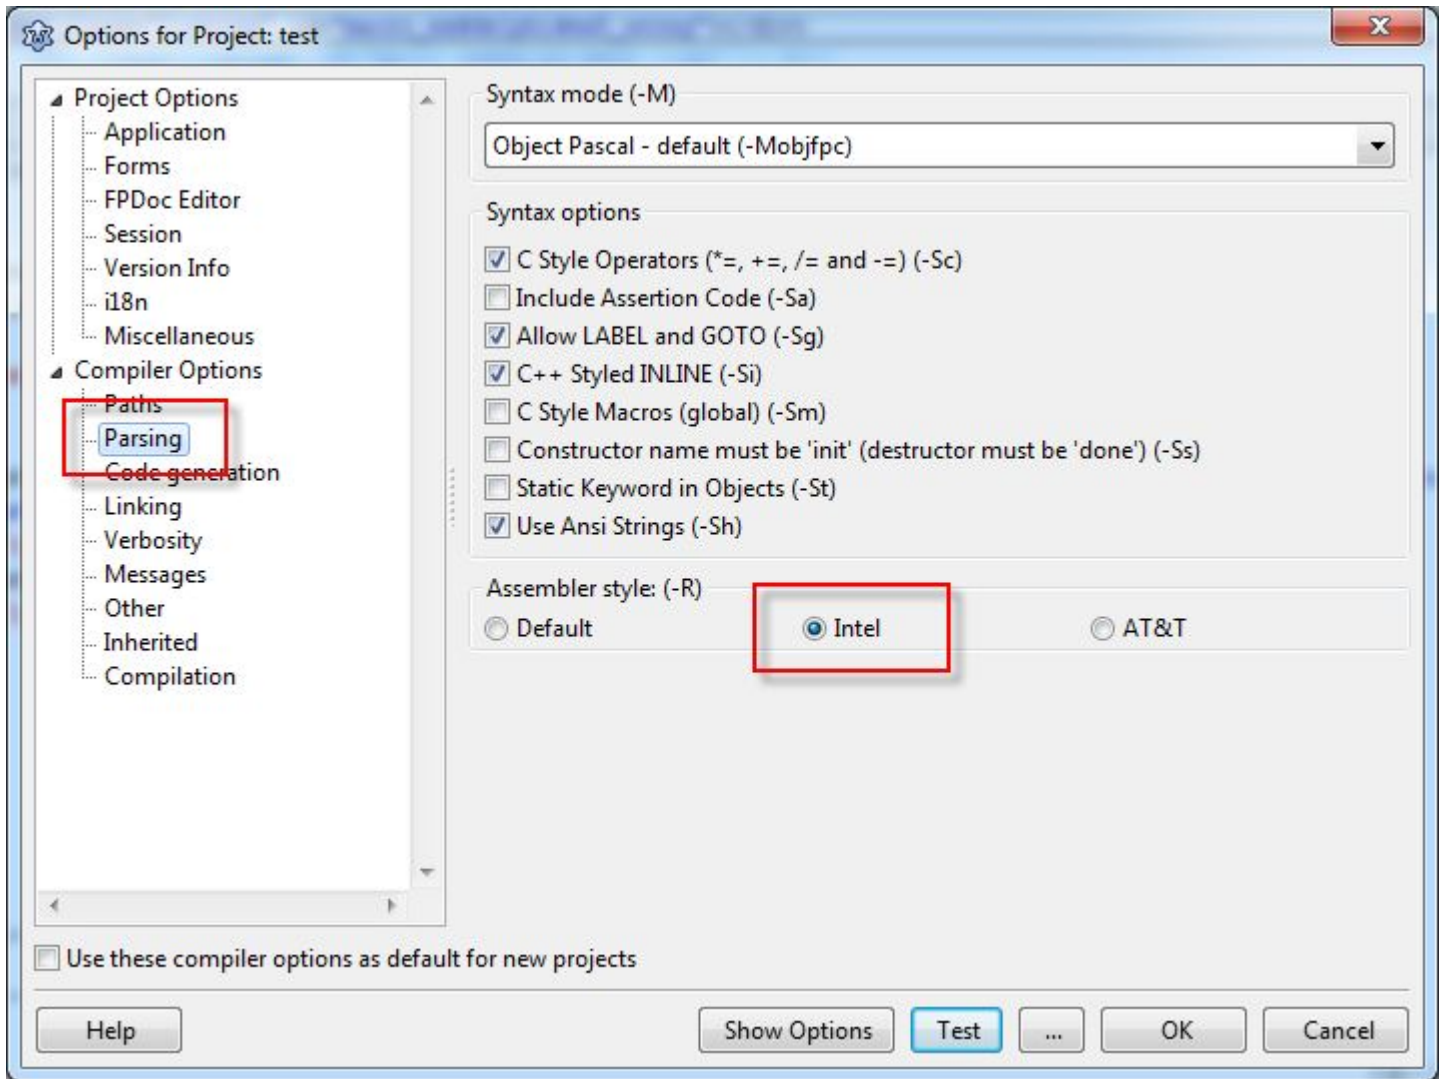 Options for Project: test
Project Options
Application
Forms
FPDoc Editor
Session
Version Info
i18n
Miscellaneous
Compiler Options
Paths
Parsing
Code generation
Linking
Verbosity
Messages
Other
Inherited
Compilation
Syntax mode (-M)
Object Pascal - default (-Mobjfpc)
Syntax options
C Style Operators (*=, +=, /= and -=) (-Sc)
Include Assertion Code (-Sa)
Allow LABEL and GOTO (-Sg)
C++ Styled INLINE (-Si)
C Style Macros (global) (-Sm)
Constructor name must be 'init' (destructor must be 'done') (-Ss)
Static Keyword in Objects (-St)
Use Ansi Strings (-Sh)
Assembler style: (-R)
Default Intel AT&T
Use these compiler options as default for new projects
Help Show Options Test ... OK Cancel